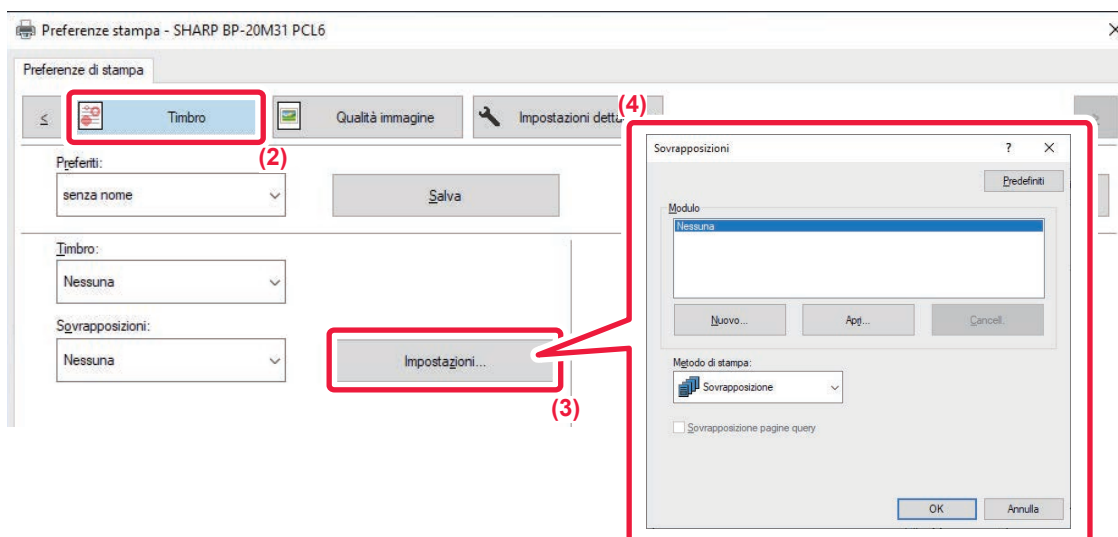 Preferenze stampa - SHARP BP-20M31 PCL6
Preferenze di stampa
Timbro
Qualità immagine
Impostazioni
(2)
(4)
Preferiti:
senza nome
Salva
Timbro:
Nessuna
Sovrapposizioni:
Nessuna
Impostazioni...
(3)
Sovrapposizioni
?
Predefiniti
Modulo
Nessuna
Nuovo...
Apri...
Cancell.
Metodo di stampa:
Sovrapposizione
Sovrapposizione pagine query
OK
Annulla